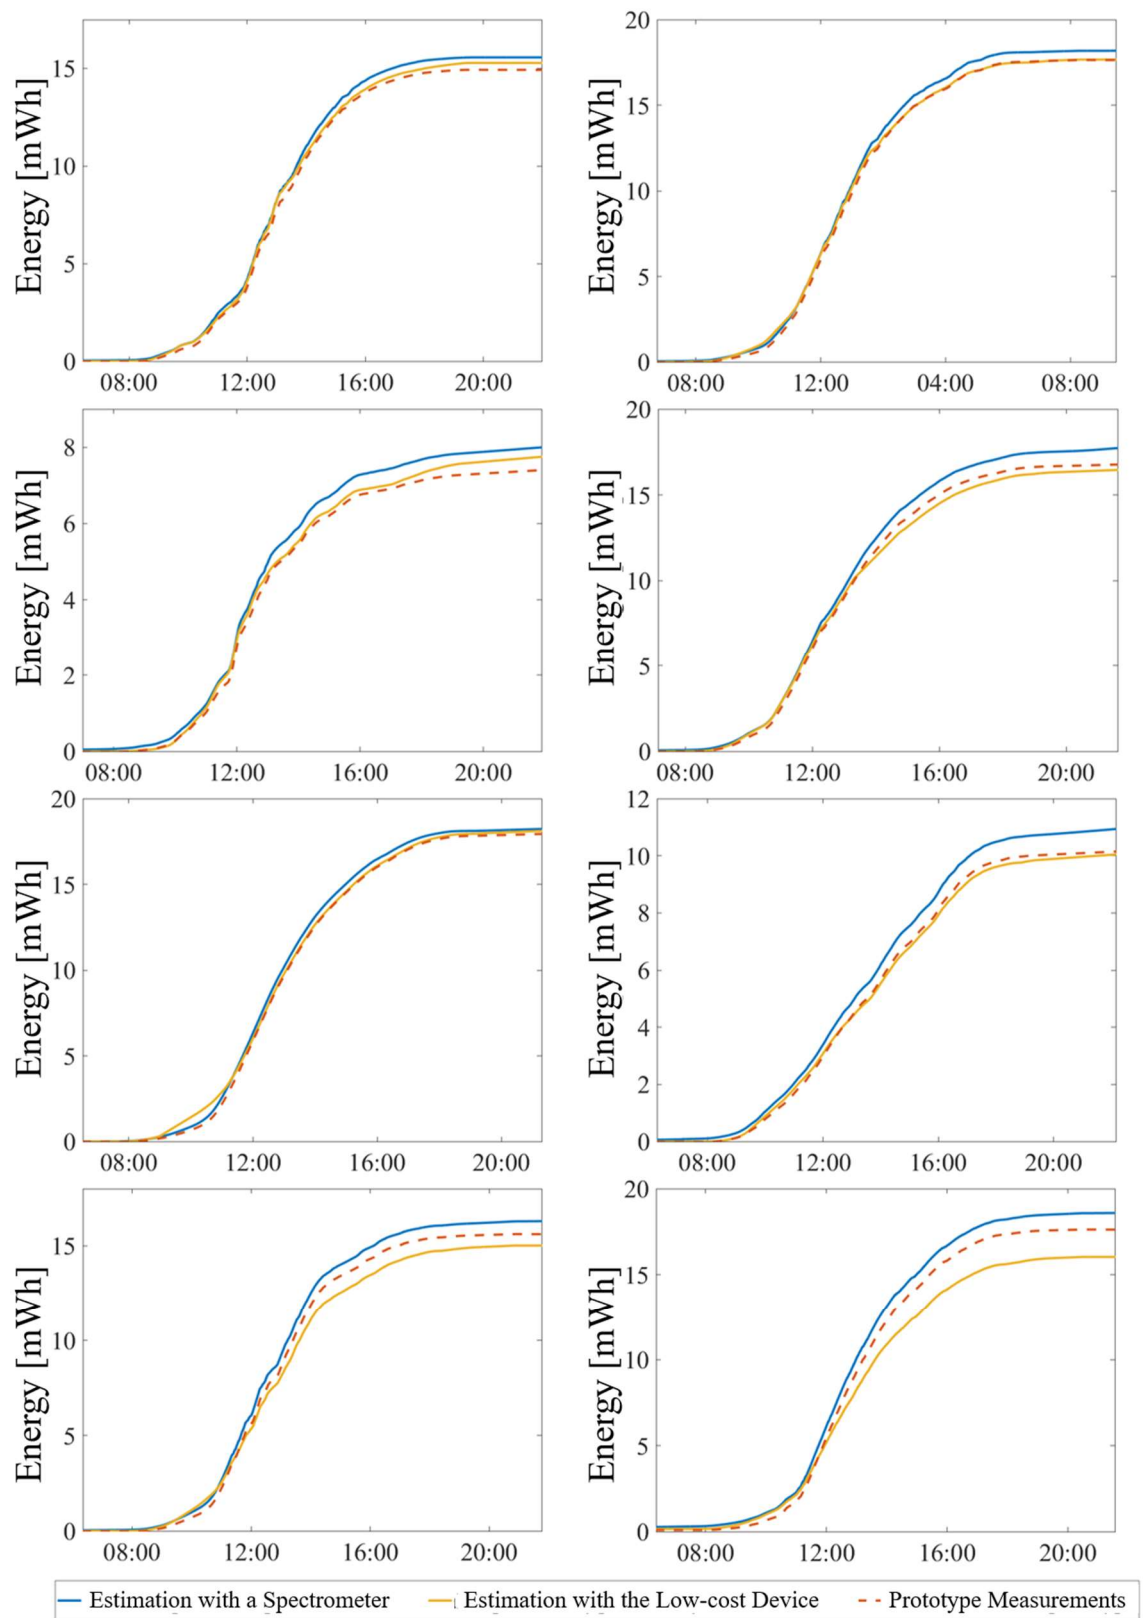 Energy [mWh]
15
10
5
0
08:00 12:00 16:00 20:00
Energy [mWh]
20
15
10
5
0
08:00 12:00 04:00 08:00
Energy [mWh]
8
6
4
2
0
08:00 12:00 16:00 20:00
Energy [mWh]
20
15
10
5
0
08:00 12:00 16:00 20:00
Energy [mWh]
20
15
10
5
0
08:00 12:00 16:00 20:00
Energy [mWh]
12
10
8
6
4
2
0
08:00 12:00 16:00 20:00
Energy [mWh]
15
10
5
0
08:00 12:00 16:00 20:00
Energy [mWh]
20
15
10
5
0
08:00 12:00 16:00 20:00
Estimation with a Spectrometer Estimation with the Low-cost Device Prototype Measurements